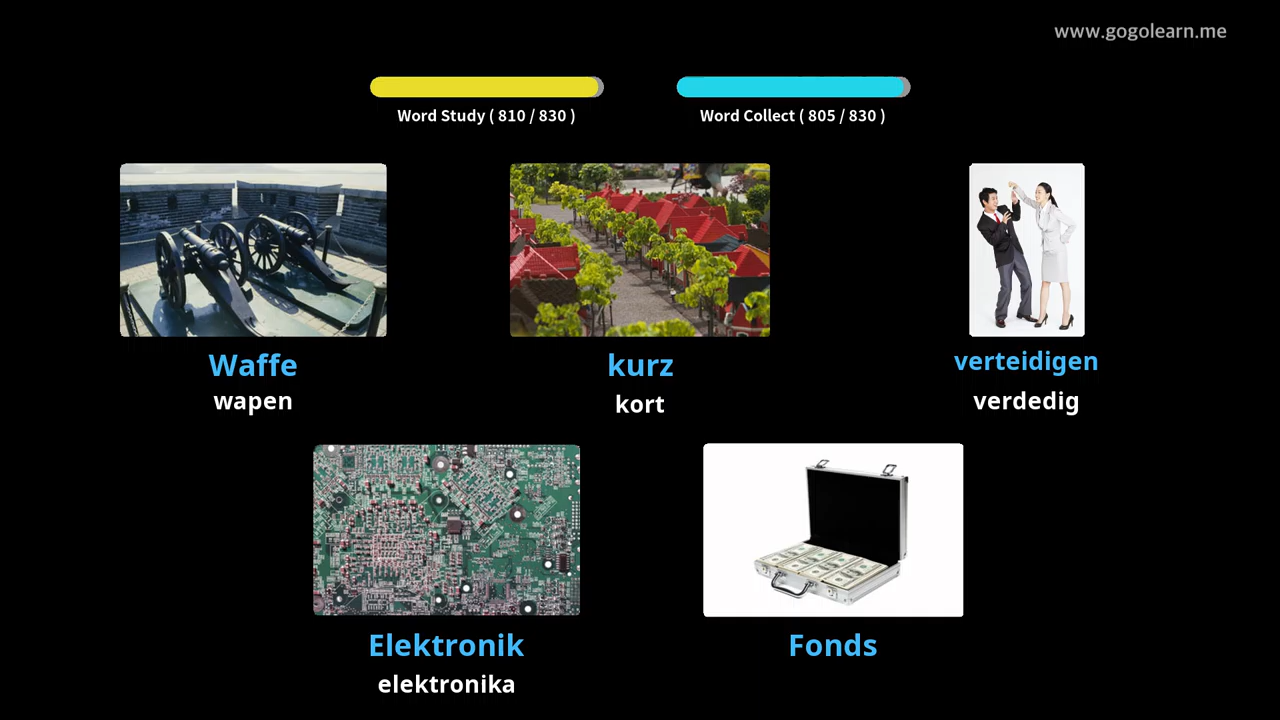 www.gogolearn.me
Word Study ( 810 / 830 )
Word Collect ( 805 / 830 )
Waffe
wapen
kurz
kort
verteidigen
verdedig
Elektronik
elektronika
Fonds